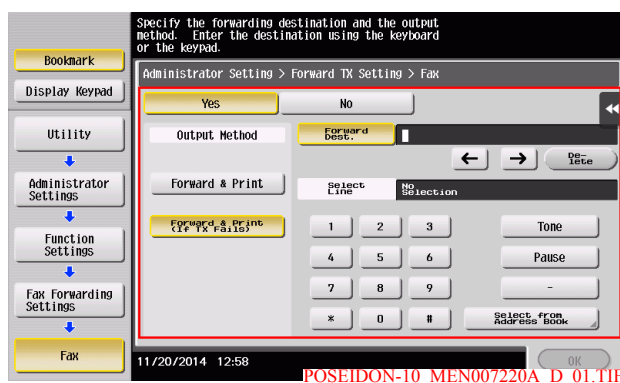 Specify the forwarding destination and the output
method. Enter the destination using the keyboard
or the keypad.
Bookmark
Display Keypad
Utility
Administrator
Settings
Function
Settings
Fax Forwarding
Settings
Fax
Administrator Setting > Forward TX Setting > Fax
Yes
No
Output Method
Forward & Print
Forward & Print
(If TX Fails)
Forward
Dest.
← →
De-
lete
Select
Line
No
Selection
1 2 3
Tone
4 5 6
Pause
7 8 9
-
* 0 #
Select from
Address Book
11/20/2014 12:58
OK
POSEIDON-10_MEN007220A_D_01.TIF